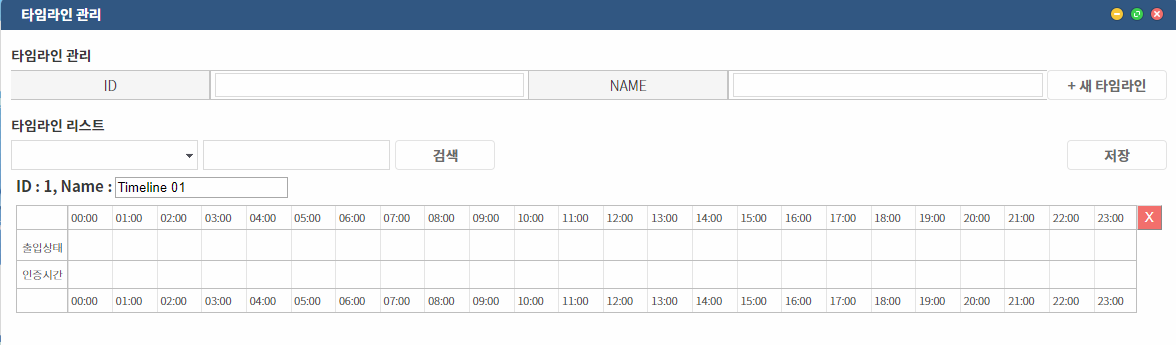 타임라인 관리
타임라인 관리
ID NAME + 새 타임라인
타임라인 리스트
검색 저장
ID : 1, Name : Timeline 01
00:00 01:00 02:00 03:00 04:00 05:00 06:00 07:00 08:00 09:00 10:00 11:00 12:00 13:00 14:00 15:00 16:00 17:00 18:00 19:00 20:00 21:00 22:00 23:00 X
출입상태
인증시간
00:00 01:00 02:00 03:00 04:00 05:00 06:00 07:00 08:00 09:00 10:00 11:00 12:00 13:00 14:00 15:00 16:00 17:00 18:00 19:00 20:00 21:00 22:00 23:00